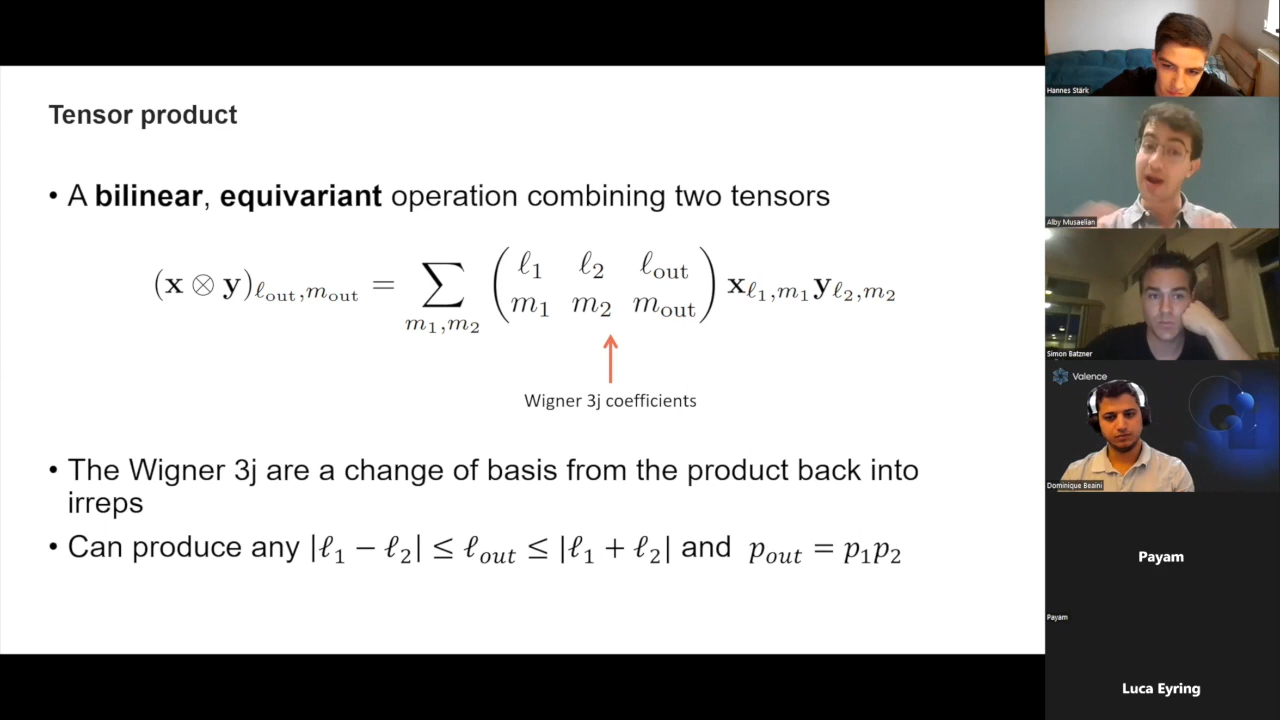 Tensor product
• A bilinear, equivariant operation combining two tensors
(x ⊗ y)ℓout,mout = ∑m1,m2 (ℓ1 ℓ2 ℓout m1 m2 mout) xℓ1,m1 yℓ2,m2
Wigner 3j coefficients
• The Wigner 3j are a change of basis from the product back into
irreps
• Can produce any |ℓ1 − ℓ2| ≤ ℓout ≤ |ℓ1 + ℓ2| and pout = p1p2
Hannes Stärk
Alby Musaelian
Simon Batzner
Valence
Dominique Beaini
Payam
Payam
Luca Eyring